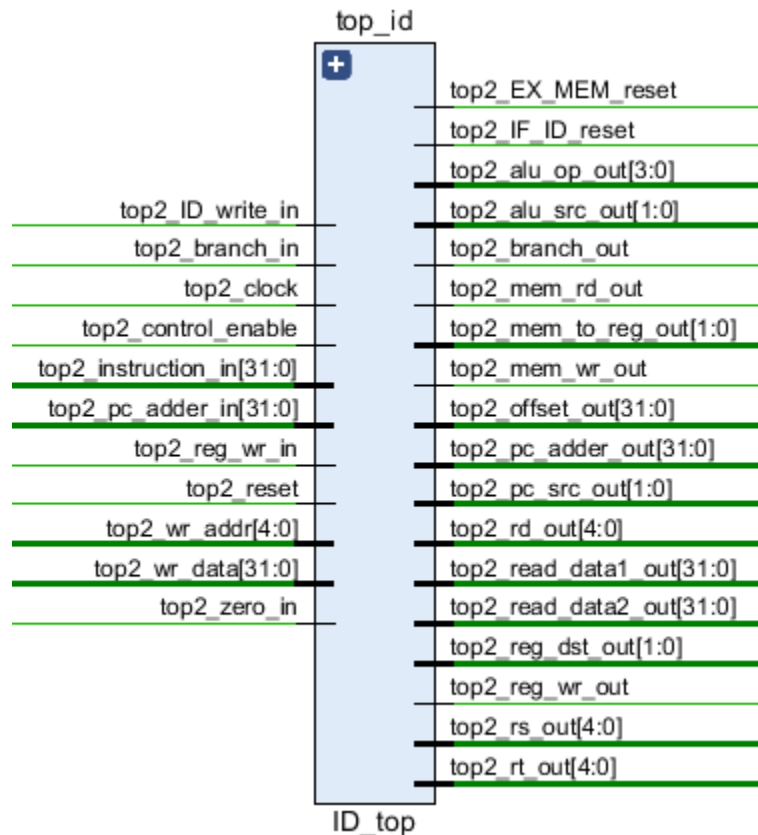 top_id
top2_ID_write_in
top2_branch_in
top2_clock
top2_control_enable
top2_instruction_in[31:0]
top2_pc_adder_in[31:0]
top2_reg_wr_in
top2_reset
top2_wr_addr[4:0]
top2_wr_data[31:0]
top2_zero_in
top2_EX_MEM_reset
top2_IF_ID_reset
top2_alu_op_out[3:0]
top2_alu_src_out[1:0]
top2_branch_out
top2_mem_rd_out
top2_mem_to_reg_out[1:0]
top2_mem_wr_out
top2_offset_out[31:0]
top2_pc_adder_out[31:0]
top2_pc_src_out[1:0]
top2_rd_out[4:0]
top2_read_data1_out[31:0]
top2_read_data2_out[31:0]
top2_reg_dst_out[1:0]
top2_reg_wr_out
top2_rs_out[4:0]
top2_rt_out[4:0]
ID_top